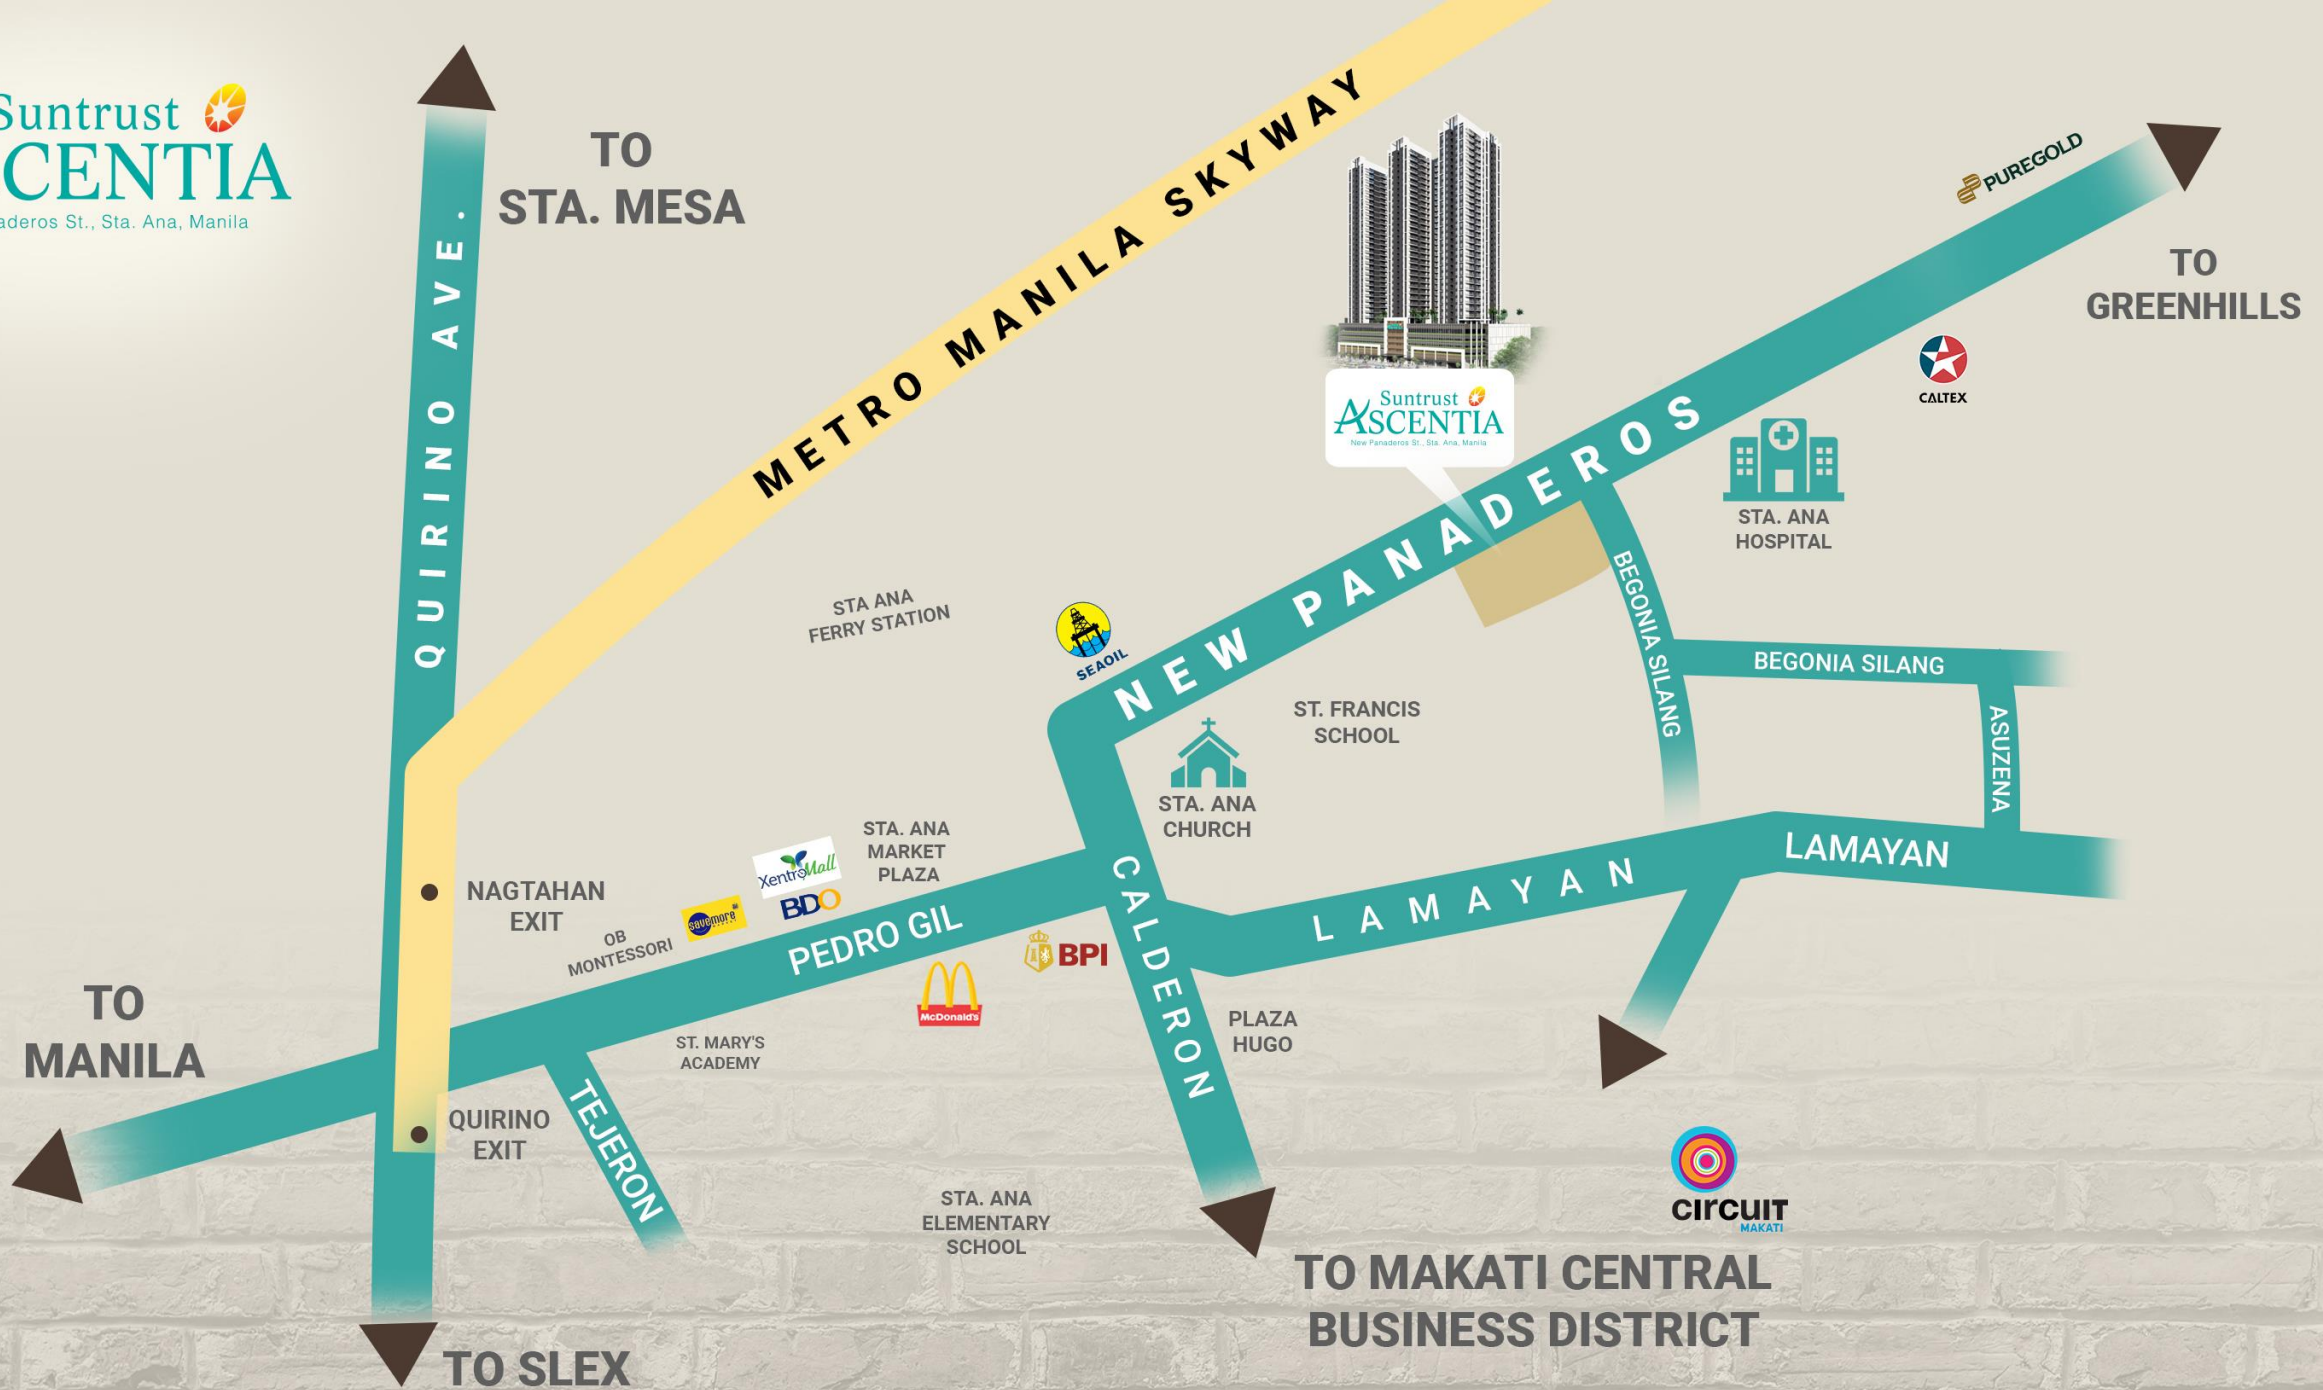 Suntrust
CENTIA
aderos St., Sta. Ana, Manila
TO
STA. MESA
QUIRINO AVE.
METRO MANILA SKYWAY
Suntrust
ASCENTIA
New Panaderos St., Sta. Ana, Manila
PUREGOLD
TO
GREENHILLS
CALTEX
STA. ANA
HOSPITAL
NEW PANADEROS
BEGONIA SILANG
BEGONIA SILANG
ASUZENA
STA ANA
FERRY STATION
SEAOIL
ST. FRANCIS
SCHOOL
STA. ANA
CHURCH
STA. ANA
MARKET
PLAZA
XentroMall
BDO
savemore
OB
MONTESSORI
NAGTAHAN
EXIT
PEDRO GIL
BPI
McDonald's
CALDERON
LAMAYAN
LAMAYAN
PLAZA
HUGO
ST. MARY'S
ACADEMY
TO
MANILA
QUIRINO
EXIT
TEJERON
STA. ANA
ELEMENTARY
SCHOOL
CIRCUIT
MAKATI
TO MAKATI CENTRAL
BUSINESS DISTRICT
TO SLEX